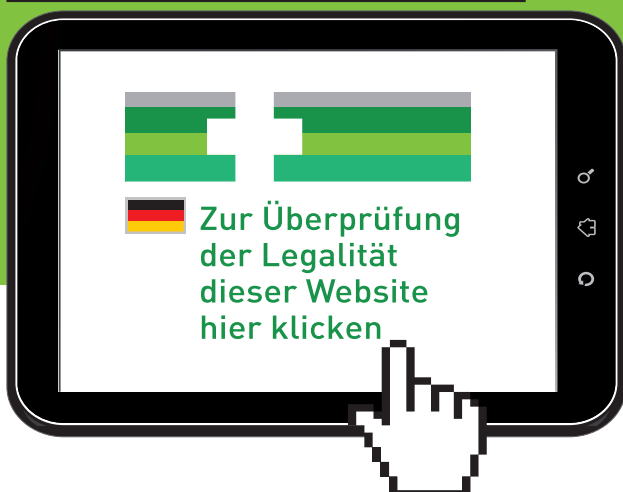 Zur Überprüfung
der Legalität
dieser Website
hier klicken